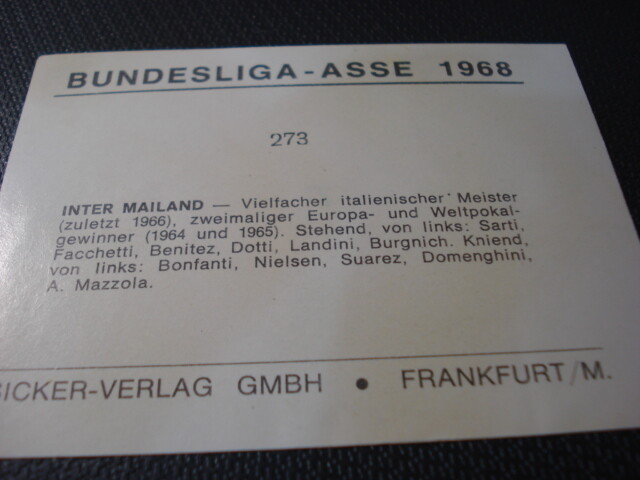 BUNDESLIGA-ASSE 1968
273
INTER MAILAND — Vielfacher italienischer Meister
(zuletzt 1966), zweimaliger Europa- und Weltpokal-
gewinner (1964 und 1965). Stehend, von links: Sarti,
Facchetti, Benitez, Dotti, Landini, Burgnich. Kniend,
von links: Bonfanti, Nielsen, Suarez, Domenghini,
A. Mazzola.
SICKER-VERLAG GMBH ● FRANKFURT/M.